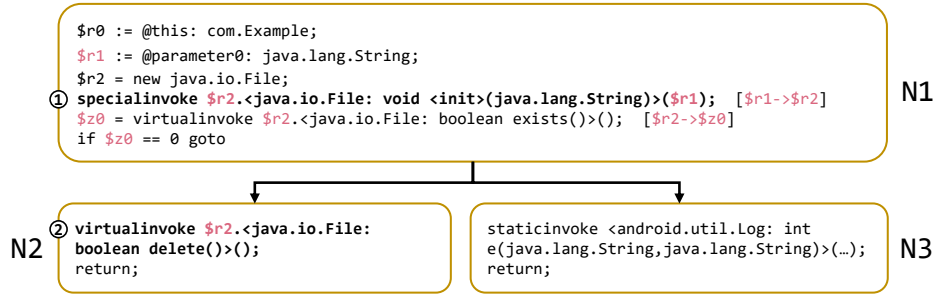 $r0 := @this: com.Example;
$r1 := @parameter0: java.lang.String;
$r2 = new java.io.File;
① specialinvoke $r2.<java.io.File: void <init>(java.lang.String)>($r1); [$r1->$r2]
$z0 = virtualinvoke $r2.<java.io.File: boolean exists()>(); [$r2->$z0]
if $z0 == 0 goto
N1
N2
② virtualinvoke $r2.<java.io.File:
boolean delete()>();
return;
staticinvoke <android.util.Log: int
e(java.lang.String,java.lang.String)>(…);
return;
N3